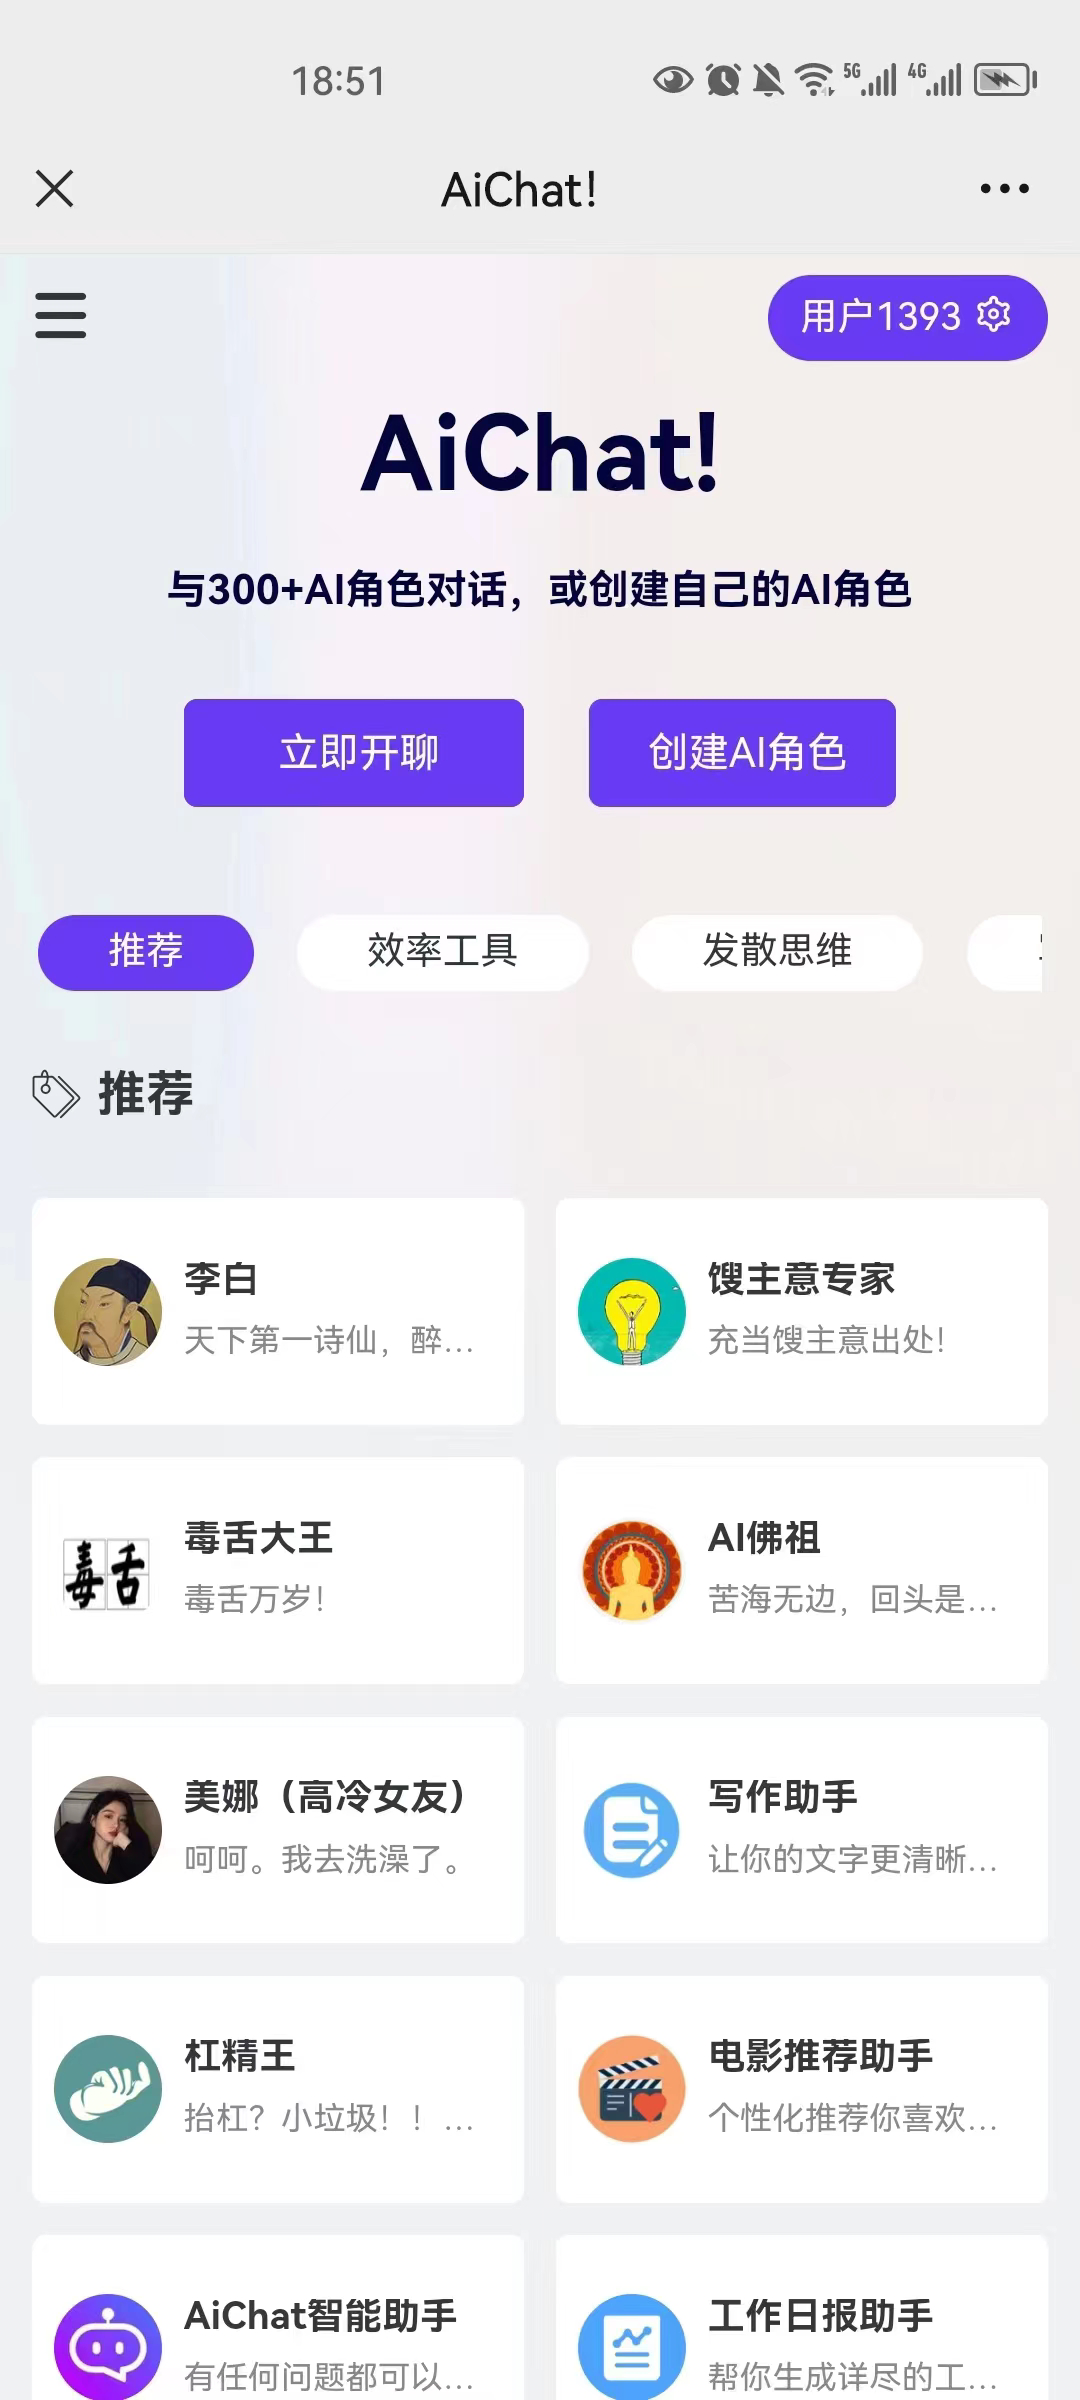 18:51
5G 4G
AiChat!
用户1393
AiChat!
与300+AI角色对话，或创建自己的AI角色
立即开聊 创建AI角色
推荐 效率工具 发散思维
推荐
李白
天下第一诗仙，醉...
馊主意专家
充当馊主意出处!
毒舌
毒舌大王
毒舌万岁!
AI佛祖
苦海无边，回头是...
美娜（高冷女友）
呵呵。我去洗澡了。
写作助手
让你的文字更清晰...
杠精王
抬杠？小垃圾！！...
电影推荐助手
个性化推荐你喜欢...
AiChat智能助手
有任何问题都可以...
工作日报助手
帮你生成详尽的工...